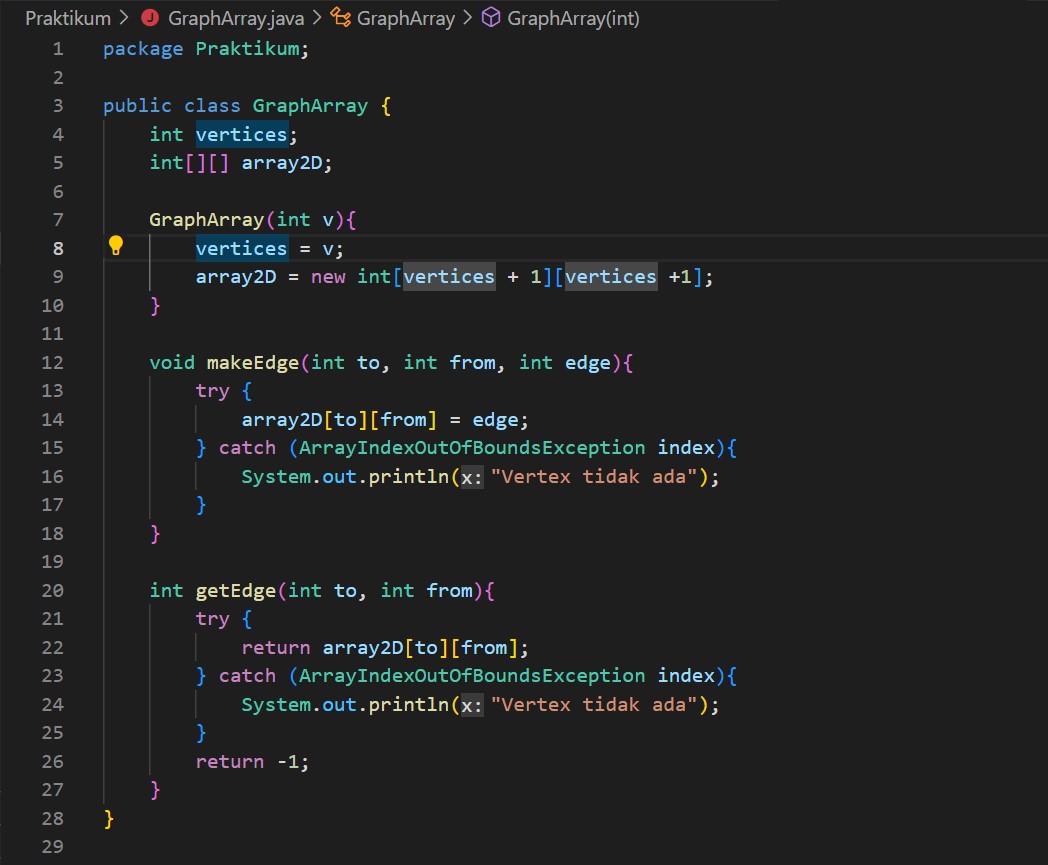 Praktikum > J GraphArray.java > GraphArray > GraphArray(int)
1 package Praktikum;
2
3 public class GraphArray {
4     int vertices;
5     int[][] array2D;
6
7     GraphArray(int v){
8         vertices = v;
9         array2D = new int[vertices + 1][vertices +1];
10     }
11
12     void makeEdge(int to, int from, int edge){
13         try {
14             array2D[to][from] = edge;
15         } catch (ArrayIndexOutOfBoundsException index){
16             System.out.println(x: "Vertex tidak ada");
17         }
18     }
19
20     int getEdge(int to, int from){
21         try {
22             return array2D[to][from];
23         } catch (ArrayIndexOutOfBoundsException index){
24             System.out.println(x: "Vertex tidak ada");
25         }
26         return -1;
27     }
28 }
29